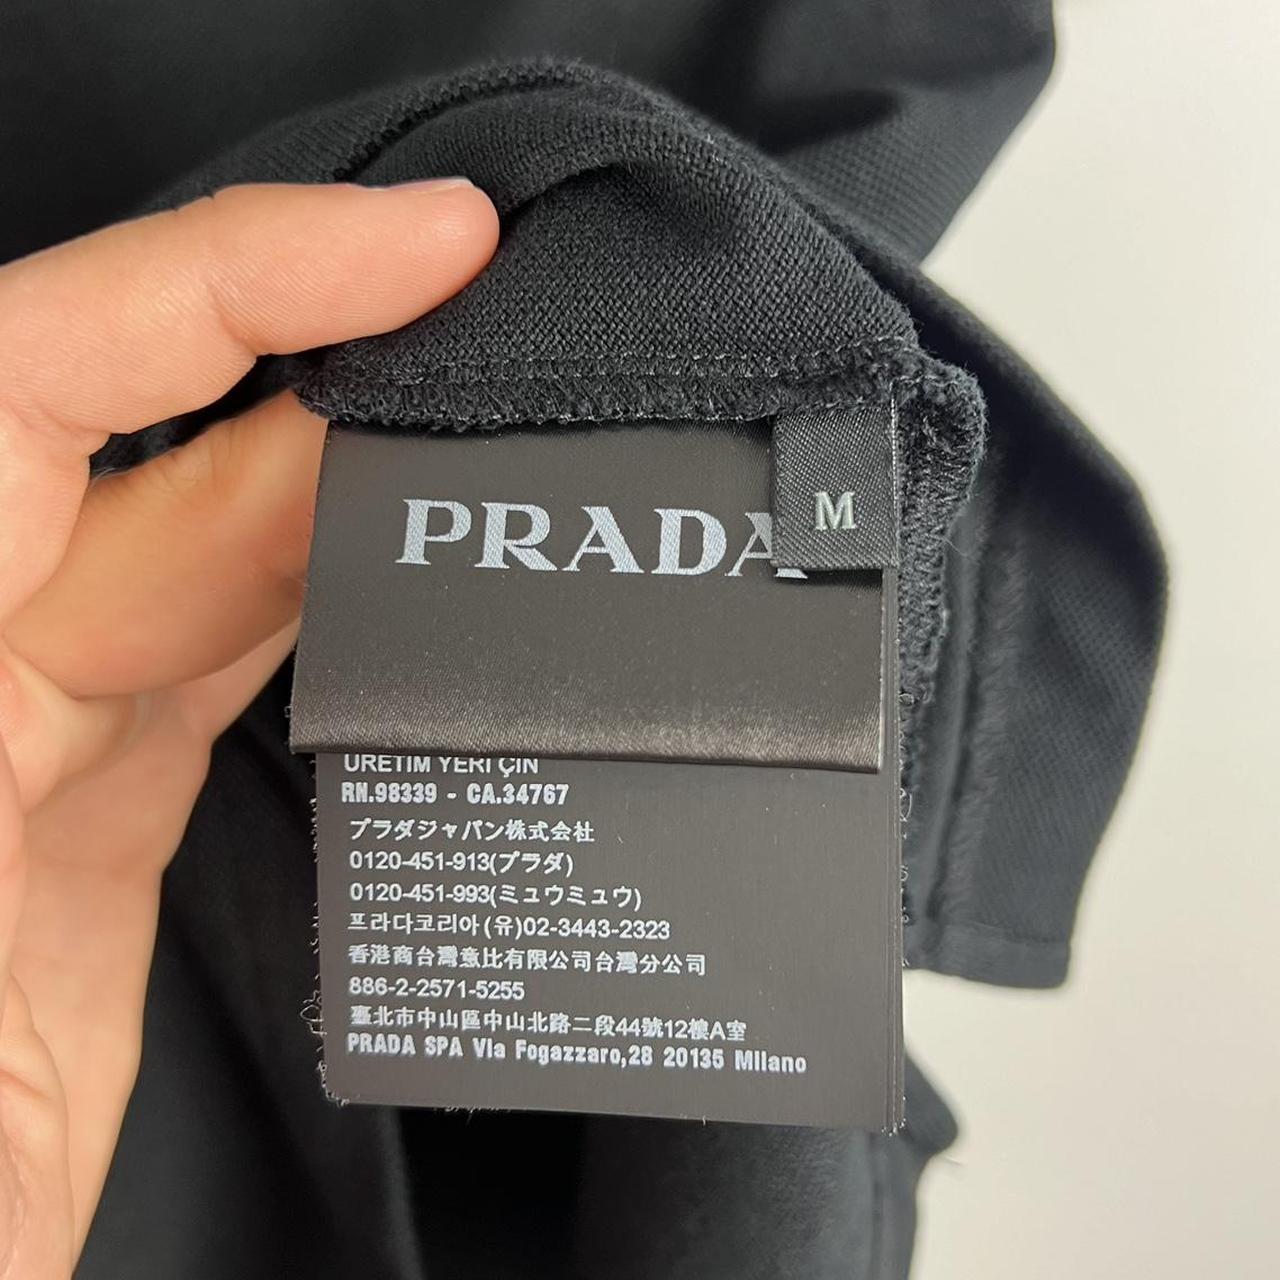 PRADA
M
ÜRETİM YERİ ÇİN
RN.98339 - CA.34767
プラダジャパン株式会社
0120-451-913(プラダ)
0120-451-993(ミュウミュウ)
프라다코리아(유)02-3443-2323
香港商台灣意比有限公司台灣分公司
886-2-2571-5255
臺北市中山區中山北路二段44號12樓A室
PRADA SPA Via Fogazzaro,28 20135 Milano